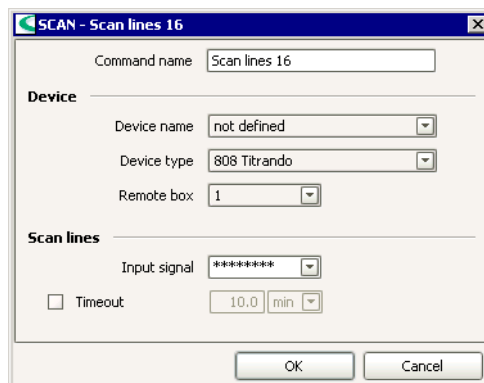 SCAN - Scan lines 16
Command name Scan lines 16
Device
Device name not defined
Device type 808 Titrando
Remote box 1
Scan lines
Input signal ********
Timeout 10.0 min
OK Cancel